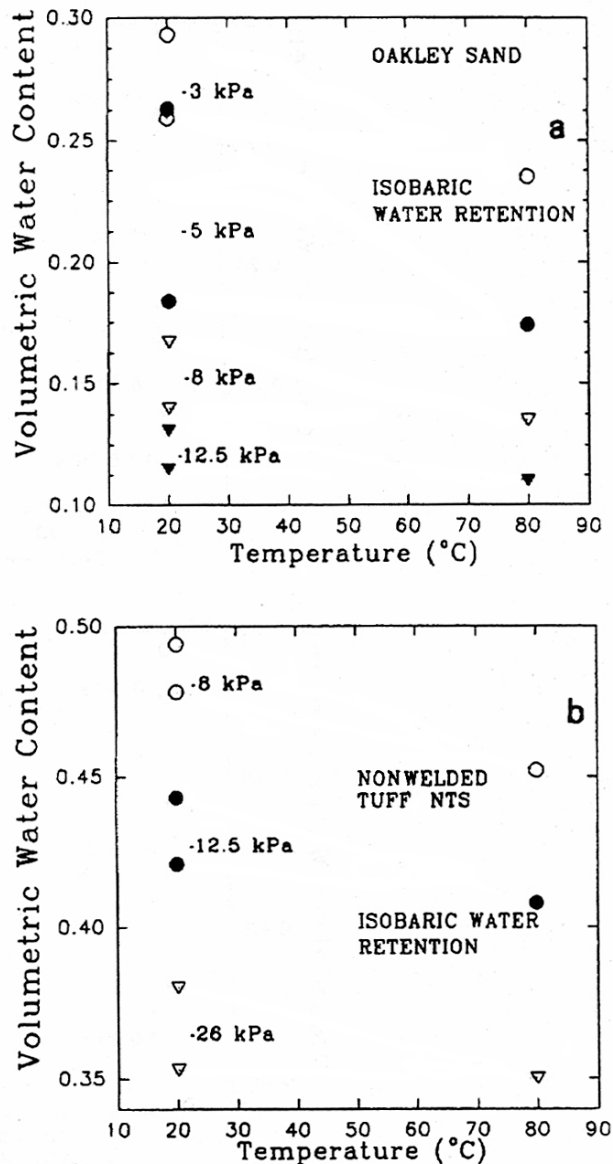 0.30
OAKLEY SAND
-3 kPa
a
0.25
ISOBARIC
WATER RETENTION
-5 kPa
0.20
0.15
-8 kPa
-12.5 kPa
0.10
10 20 30 40 50 60 70 80 90
Temperature (°C)
Volumetric Water Content
0.50
-8 kPa
b
0.45
NONWELDED
TUFF NTS
-12.5 kPa
0.40
ISOBARIC WATER
RETENTION
-26 kPa
0.35
10 20 30 40 50 60 70 80 90
Temperature (°C)
Volumetric Water Content